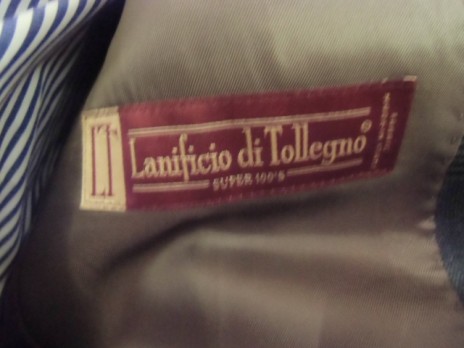 LT
Lanificio di Tollegno®
SUPER 100'S